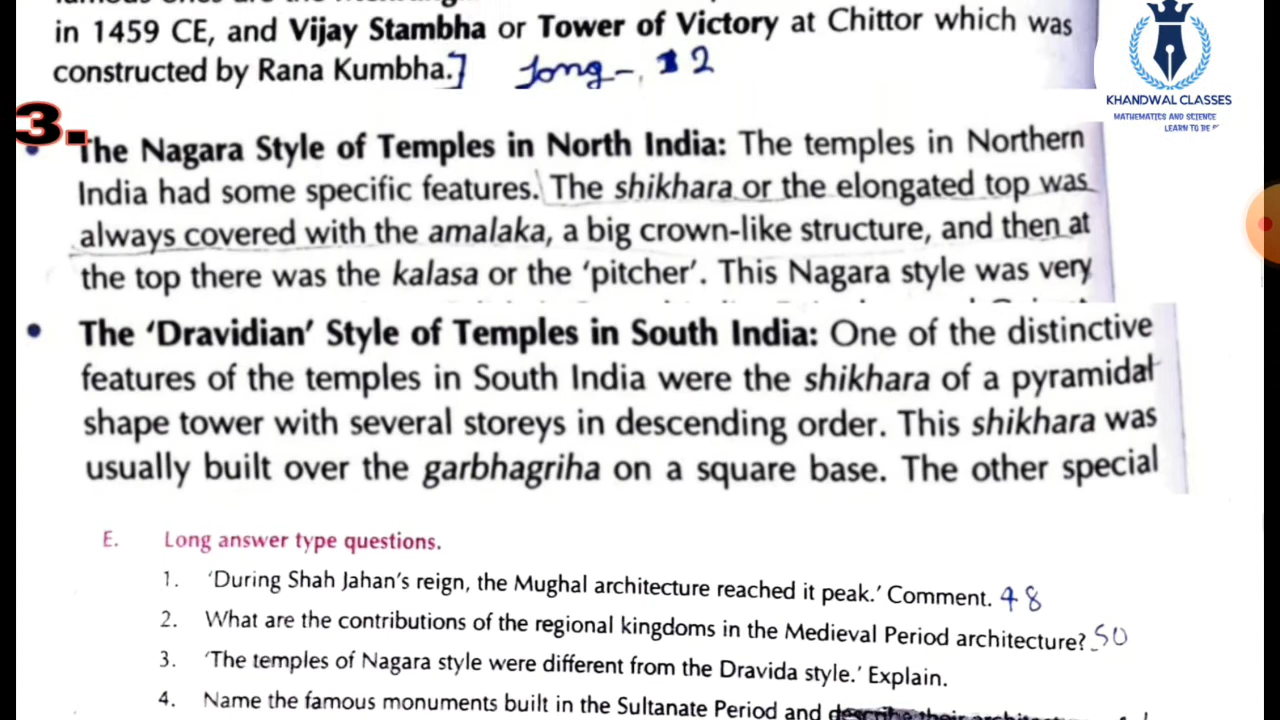 in 1459 CE, and Vijay Stambha or Tower of Victory at Chittor which was
constructed by Rana Kumbha.] long - 12
KHANDWAL CLASSES
MATHEMATICS AND SCIENCE
LEARN TO BE
3.
• The Nagara Style of Temples in North India: The temples in Northern
India had some specific features. The shikhara or the elongated top was
always covered with the amalaka, a big crown-like structure, and then at
the top there was the kalasa or the 'pitcher'. This Nagara style was very
• The 'Dravidian' Style of Temples in South India: One of the distinctive
features of the temples in South India were the shikhara of a pyramidal
shape tower with several storeys in descending order. This shikhara was
usually built over the garbhagriha on a square base. The other special
E. Long answer type questions.
1. 'During Shah Jahan's reign, the Mughal architecture reached it peak.' Comment. 48
2. What are the contributions of the regional kingdoms in the Medieval Period architecture? 50
3. 'The temples of Nagara style were different from the Dravida style.' Explain.
4. Name the famous monuments built in the Sultanate Period and describe their